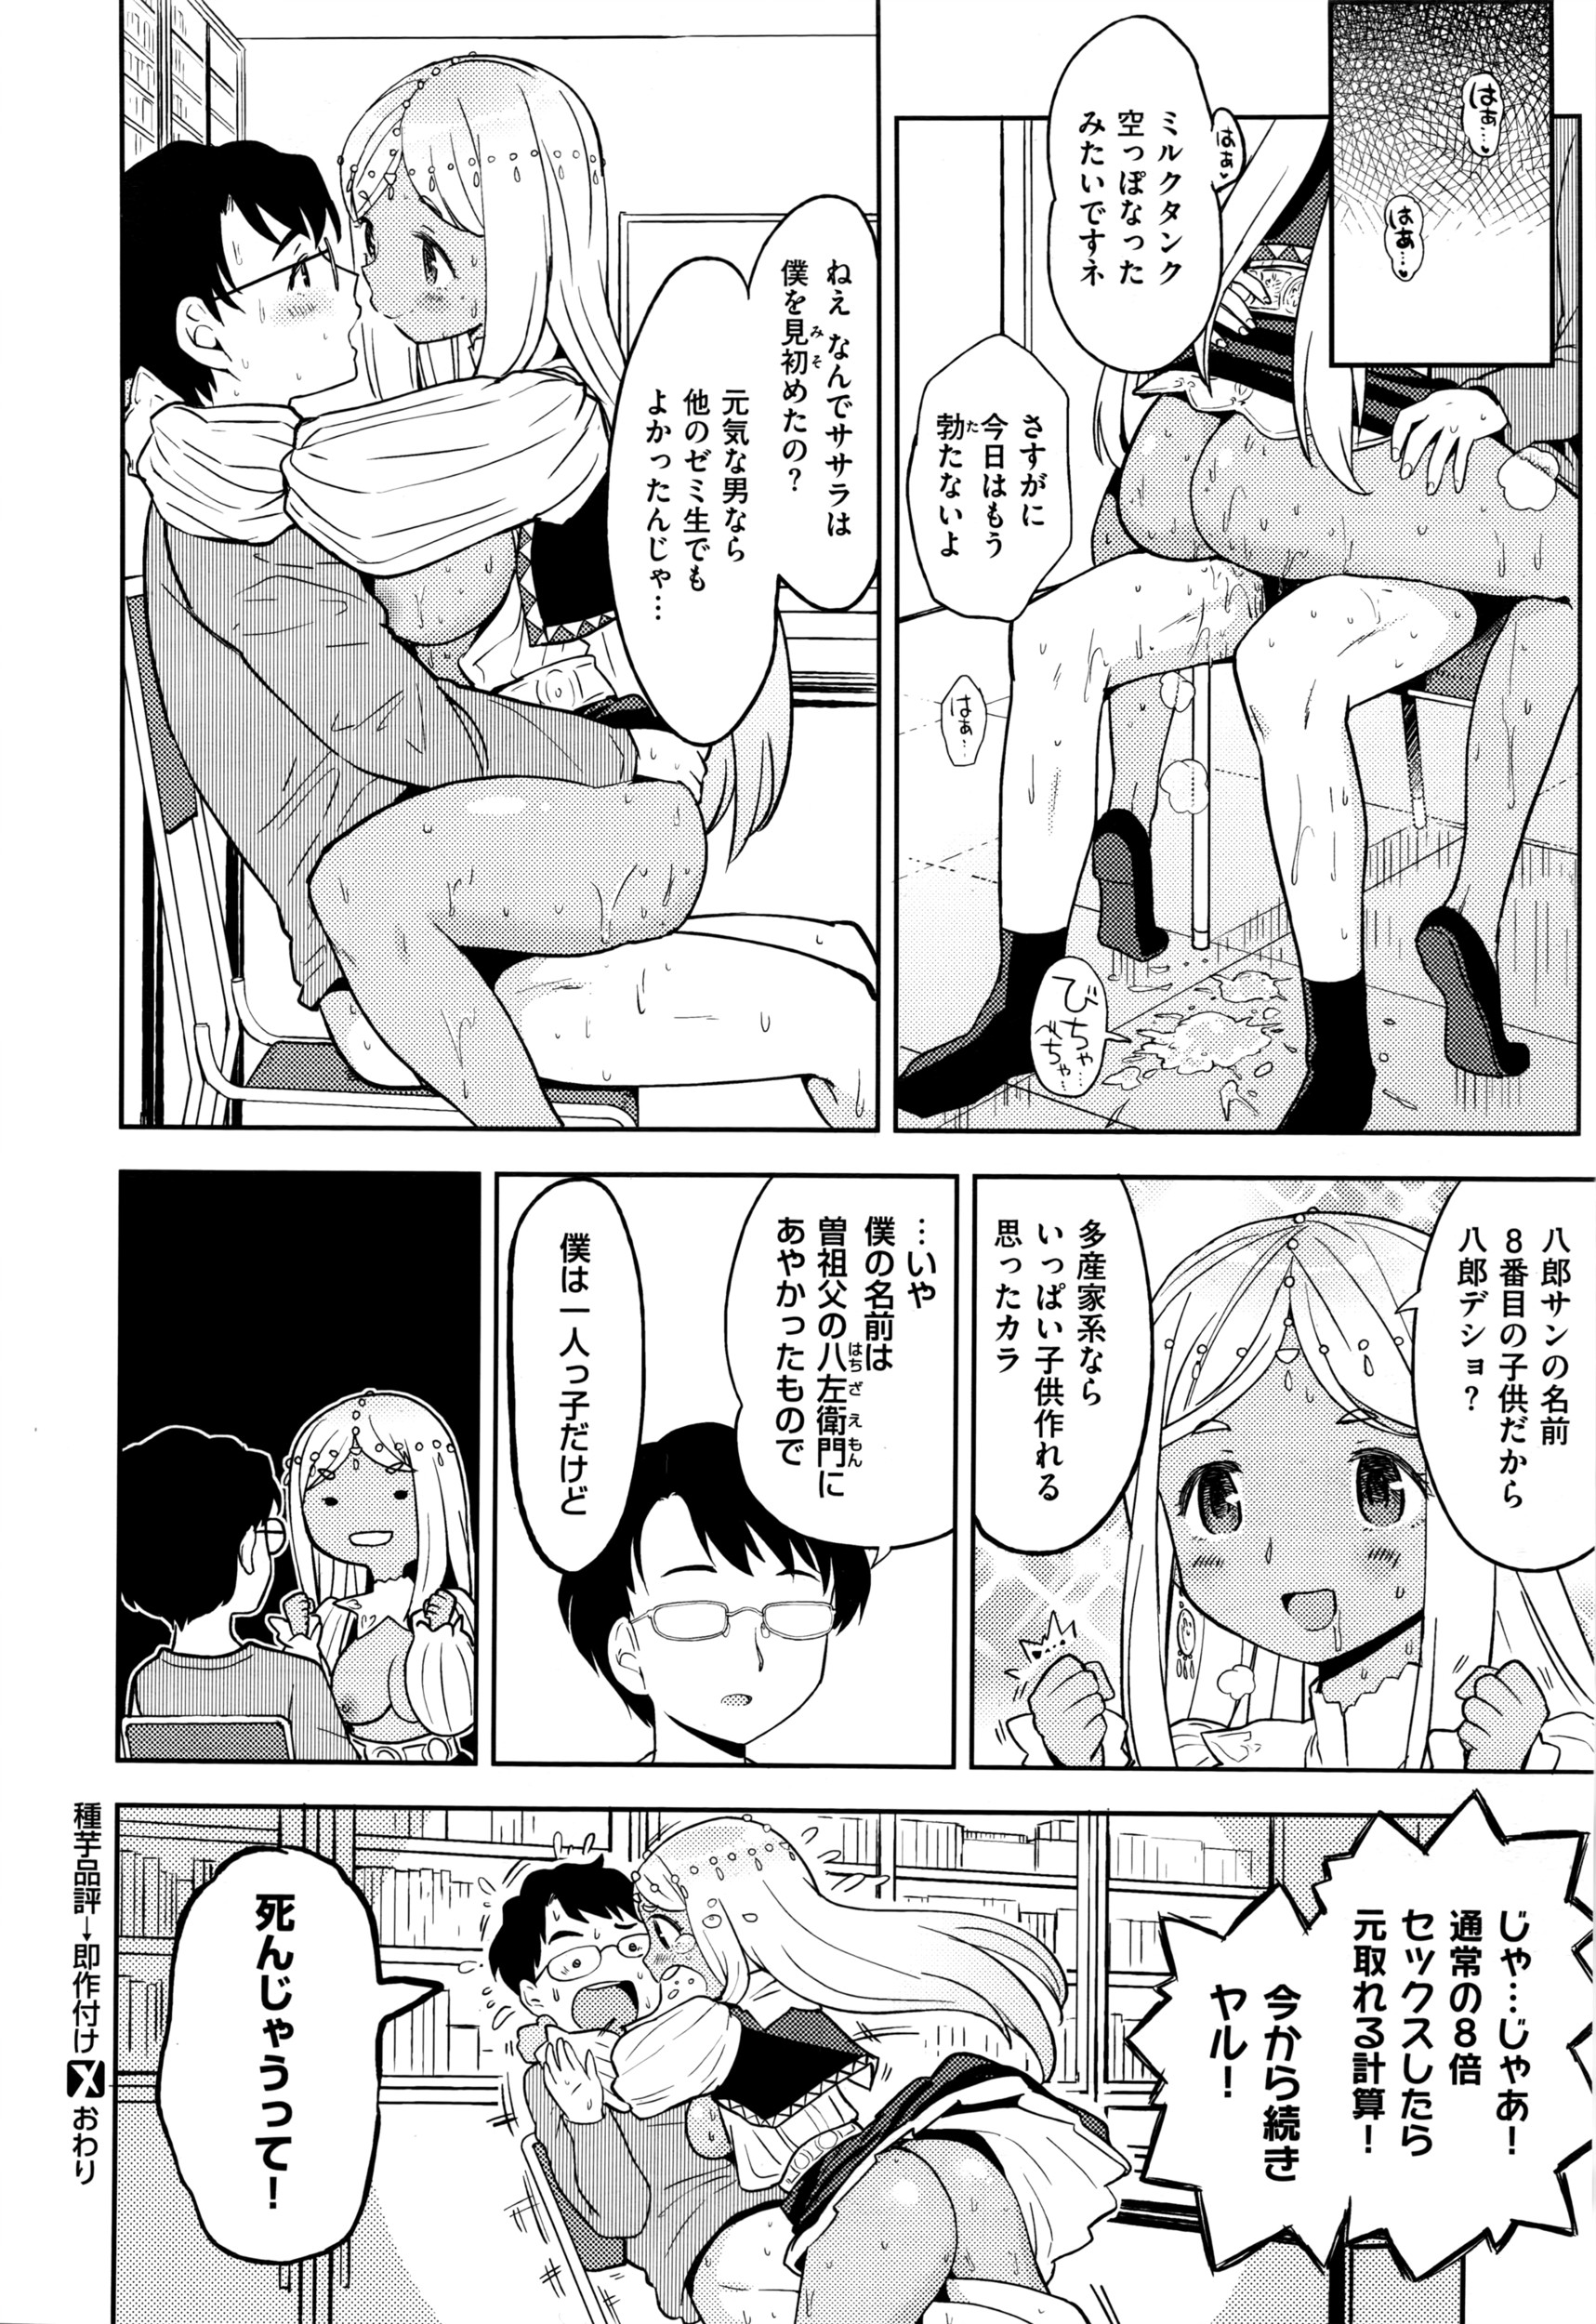 はぁ…♥
はあ…♥
はぁ♥
ミルクタンク
空っぽなった
みたいですネ
さすがに
今日はもう
勃たないよ
はぁ…
びちゃ…
べちゃ…
ねえ なんでササラは
僕を見初めたの？
元気な男なら
他のゼミ生でも
よかったんじゃ…
八郎サンの名前
8番目の子供だから
八郎デショ？
多産家系なら
いっぱい子供作れる
思ったカラ
…いや
僕の名前は
曽祖父の八左衛門に
あやかったもので
僕は一人っ子だけど
じゃ…じゃあ！
通常の8倍
セックスしたら
元取れる計算！
今から続き
ヤル！
死んじゃうって！
種芋品評→即作付け X おわり